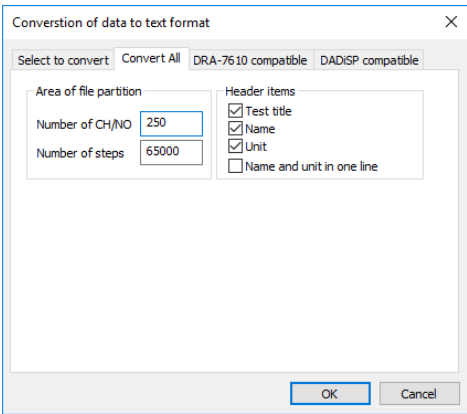 Converstion of data to text format
Select to convert Convert All DRA-7610 compatible DADiSP compatible
Area of file partition
Number of CH/NO 250
Number of steps 65000
Header items
Test title
Name
Unit
Name and unit in one line
OK Cancel